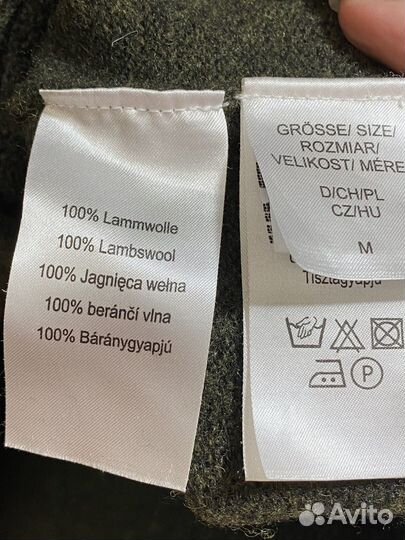 100% Lammwolle
100% Lambswool
100% Jagnięca wełna
100% beránčí vlna
100% Báránygyapjú
GRÖSSE/ SIZE/
ROZMIAR/
VELIKOST/ MÉRE
D/CH/PL
CZ/HU
M
Tisztagyapjú
P
Avito